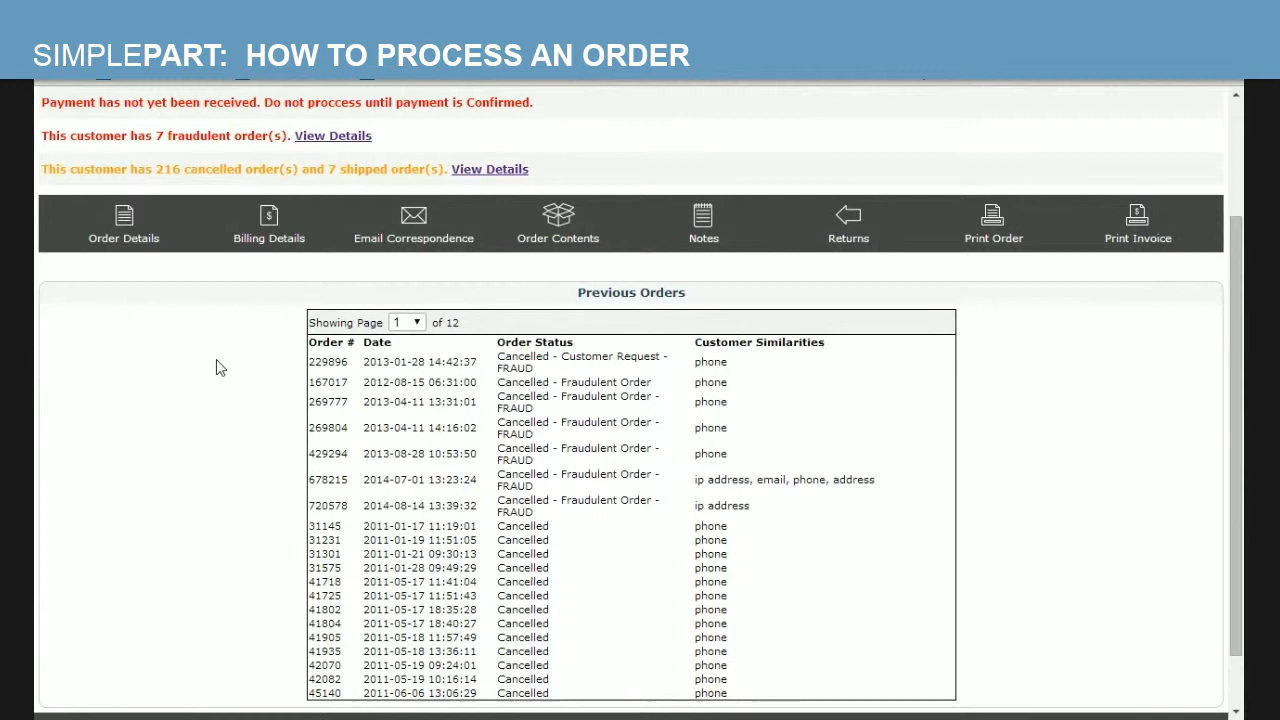 SIMPLEPART: HOW TO PROCESS AN ORDER
Payment has not yet been received. Do not proccess until payment is Confirmed.
This customer has 7 fraudulent order(s). View Details
This customer has 216 cancelled order(s) and 7 shipped order(s). View Details
Order Details Billing Details Email Correspondence Order Contents Notes Returns Print Order Print Invoice
Previous Orders
Showing Page 1 of 12
Order # Date Order Status Customer Similarities
229896 2013-01-28 14:42:37 Cancelled - Customer Request - phone
FRAUD
167017 2012-08-15 06:31:00 Cancelled - Fraudulent Order phone
269777 2013-04-11 13:31:01 Cancelled - Fraudulent Order - phone
FRAUD
269804 2013-04-11 14:16:02 Cancelled - Fraudulent Order - phone
FRAUD
429294 2013-08-28 10:53:50 Cancelled - Fraudulent Order - phone
FRAUD
678215 2014-07-01 13:23:24 Cancelled - Fraudulent Order - ip address, email, phone, address
FRAUD
720578 2014-08-14 13:39:32 Cancelled - Fraudulent Order - ip address
FRAUD
31145 2011-01-17 11:19:01 Cancelled phone
31231 2011-01-19 11:51:05 Cancelled phone
31301 2011-01-21 09:30:13 Cancelled phone
31575 2011-01-28 09:49:29 Cancelled phone
41718 2011-05-17 11:41:04 Cancelled phone
41725 2011-05-17 11:51:43 Cancelled phone
41802 2011-05-17 18:35:28 Cancelled phone
41804 2011-05-17 18:40:27 Cancelled phone
41905 2011-05-18 11:57:49 Cancelled phone
41935 2011-05-18 13:36:11 Cancelled phone
42070 2011-05-19 09:24:01 Cancelled phone
42082 2011-05-19 10:16:14 Cancelled phone
45140 2011-06-06 13:06:29 Cancelled phone